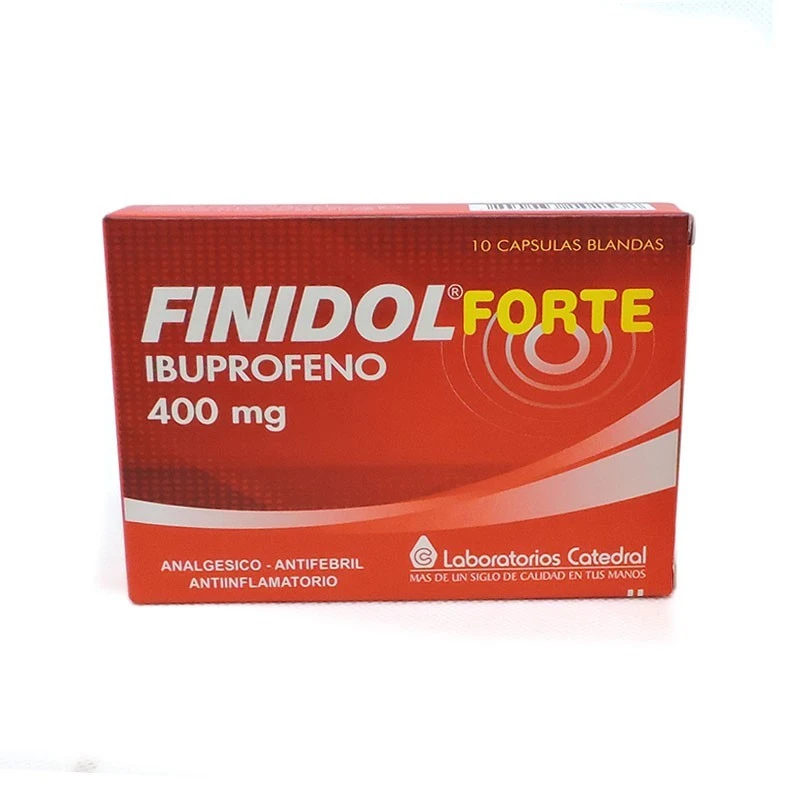 10 CAPSULAS BLANDAS
FINIDOL® FORTE
IBUPROFENO
400 mg
ANALGESICO - ANTIFEBRIL
ANTIINFLAMATORIO
C Laboratorios Catedral
MAS DE UN SIGLO DE CALIDAD EN TUS MANOS